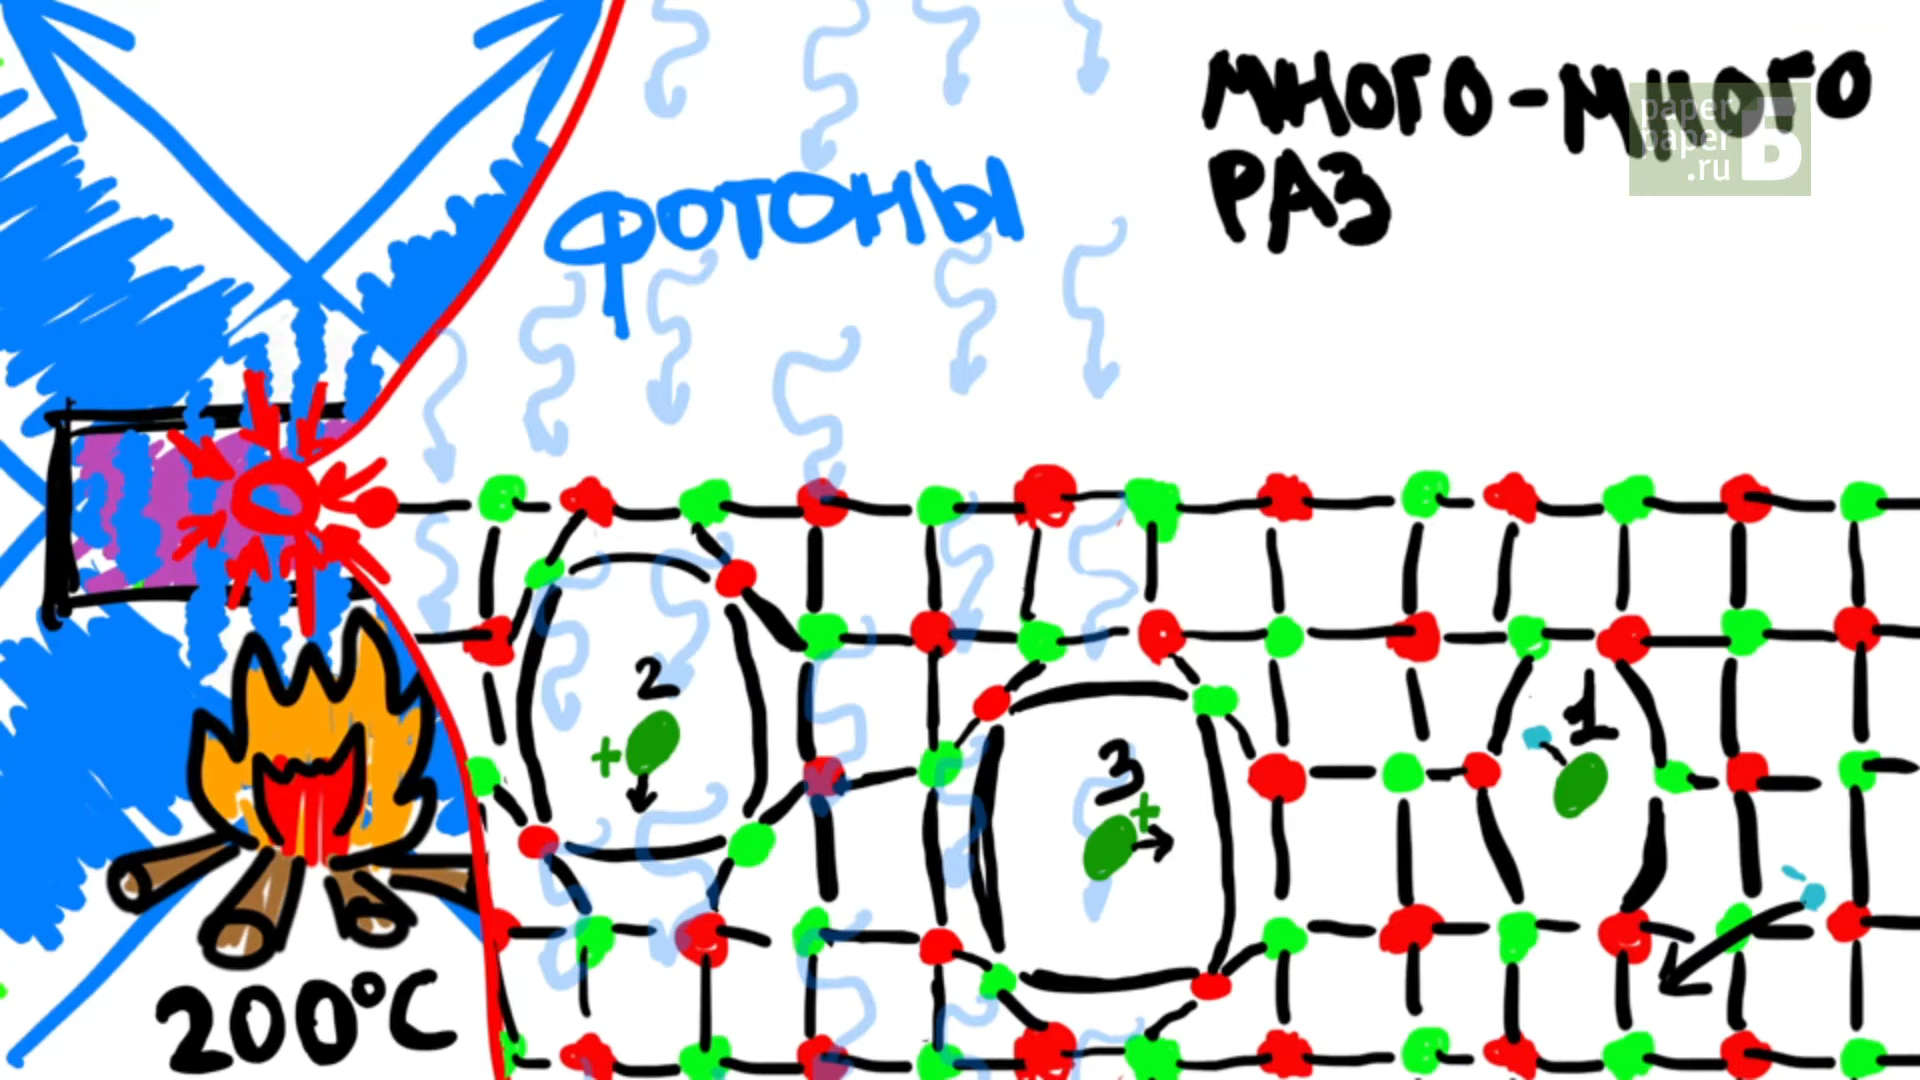 МНОГО-МНОГО
РАЗ
paper
paper
.ru
Б
ФОТОНЫ
2
+
1
3
+
200°C